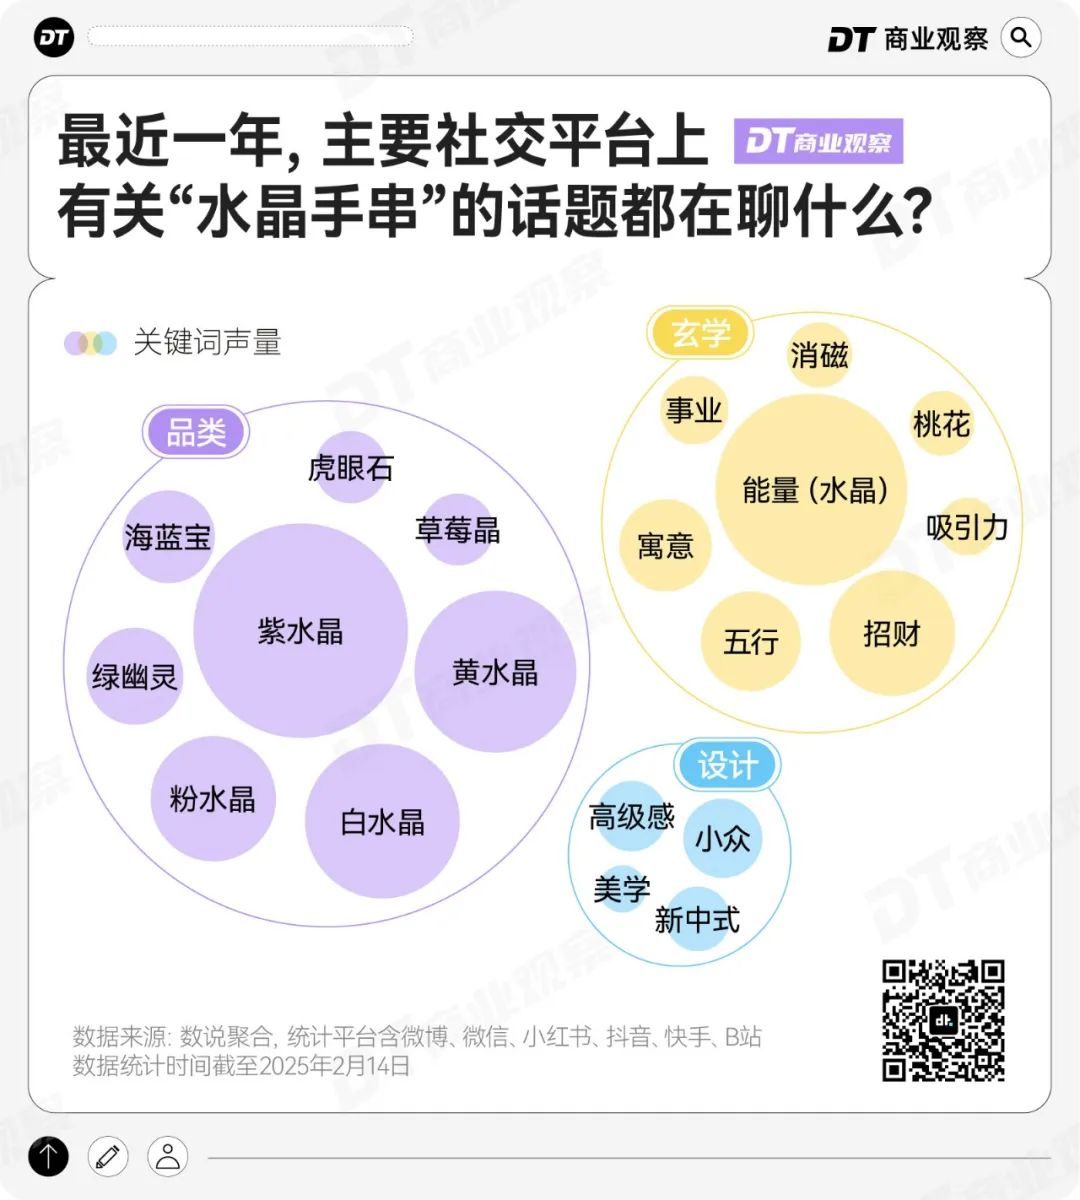 DT
DT 商业观察
最近一年, 主要社交平台上
DT商业观察
有关“水晶手串”的话题都在聊什么?
关键词声量
玄学
消磁
事业
桃花
能量 (水晶)
吸引力
寓意
五行
招财
品类
虎眼石
草莓晶
海蓝宝
紫水晶
黄水晶
绿幽灵
粉水晶
白水晶
设计
高级感
小众
美学
新中式
dt.
数据来源: 数说聚合, 统计平台含微博、微信、小红书、抖音、快手、B站
数据统计时间截至2025年2月14日